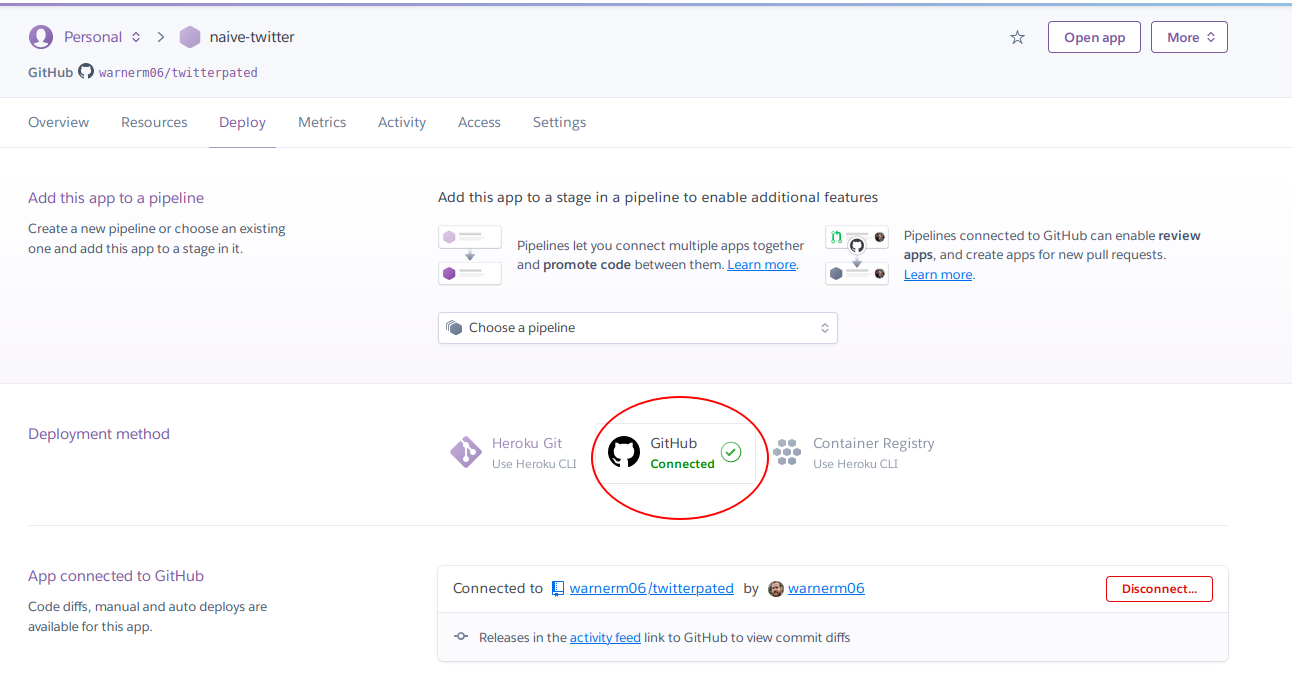 Personal naive-twitter Open app More
GitHub warnerm06/twitterpated
Overview Resources Deploy Metrics Activity Access Settings
Add this app to a pipeline
Create a new pipeline or choose an existing
one and add this app to a stage in it.
Add this app to a stage in a pipeline to enable additional features
Pipelines let you connect multiple apps together
and promote code between them. Learn more.
Pipelines connected to GitHub can enable review
apps, and create apps for new pull requests.
Learn more.
Choose a pipeline
Deployment method
Heroku Git
Use Heroku CLI
GitHub
Connected
Container Registry
Use Heroku CLI
App connected to GitHub
Code diffs, manual and auto deploys are
available for this app.
Connected to warnerm06/twitterpated by warnerm06 Disconnect...
Releases in the activity feed link to GitHub to view commit diffs